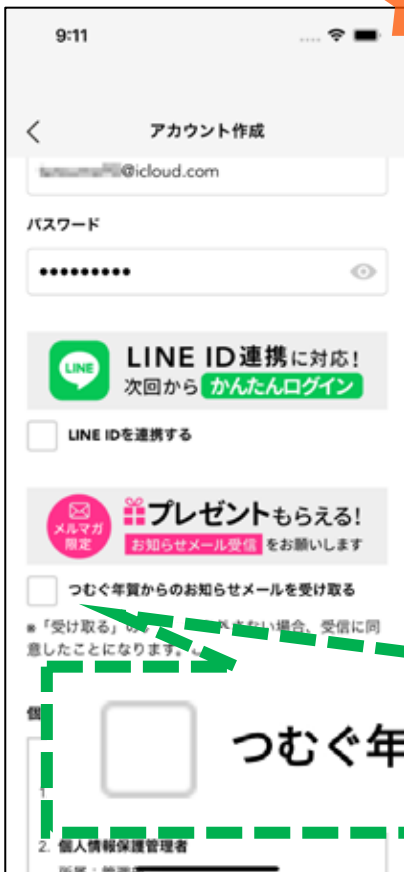 9:11
アカウント作成
@icloud.com
パスワード
LINE
LINE ID連携に対応!
次回から かんたんログイン
LINE IDを連携する
メルマガ
限定
プレゼントもらえる!
お知らせメール受信 をお願いします
つむぐ年賀からのお知らせメールを受け取る
※「受け取る」の ない場合、受信に同
意したことになります。
個
つむぐ年
1
2. 個人情報保護管理者
所属:管理